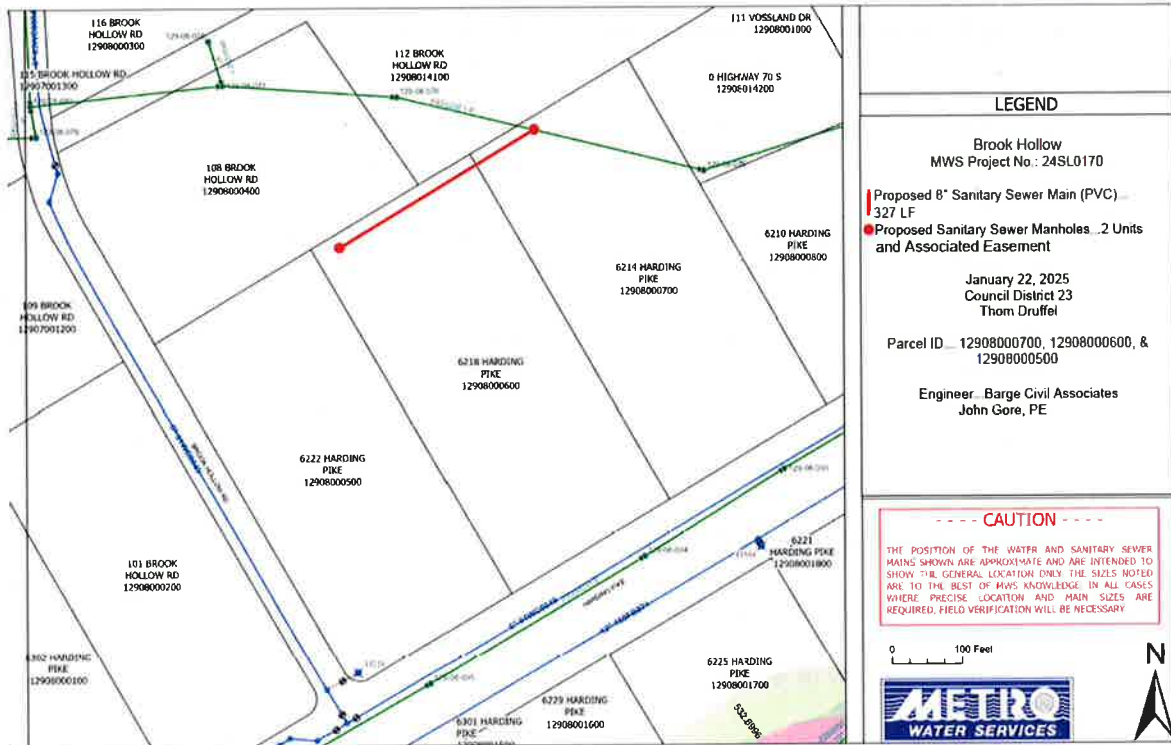 116 BROOK
HOLLOW RD
12908000300
111 VOSSLAND DR
12908001000
112 BROOK
HOLLOW RD
12908014100
115 BROOK HOLLOW RD
12907001300
0 HIGHWAY 70 S
12908014200
108 BROOK
HOLLOW RD
12908000400
6210 HARDING
PIKE
12908000800
6214 HARDING
PIKE
12908000700
109 BROOK
HOLLOW RD
12907001200
6218 HARDING
PIKE
12908000600
6222 HARDING
PIKE
12908000500
BROOK HOLLOW RD
101 BROOK
HOLLOW RD
12908000200
HARDING PIKE
6221
HARDING PIKE
12908001800
6302 HARDING
PIKE
12908000100
6225 HARDING
PIKE
12908001700
6229 HARDING
PIKE
12908001600
6301 HARDING
PIKE
LEGEND
Brook Hollow
MWS Project No.: 24SL0170
Proposed 8" Sanitary Sewer Main (PVC)...
327 LF
Proposed Sanitary Sewer Manholes...2 Units
and Associated Easement
January 22, 2025
Council District 23
Thom Druffel
Parcel ID... 12908000700, 12908000600, &
12908000500
Engineer...Barge Civil Associates
John Gore, PE
- - - - CAUTION - - - -
THE POSITION OF THE WATER AND SANITARY SEWER
MAINS SHOWN ARE APPROXIMATE AND ARE INTENDED TO
SHOW THE GENERAL LOCATION ONLY. THE SIZES NOTED
ARE TO THE BEST OF MWS KNOWLEDGE. IN ALL CASES
WHERE PRECISE LOCATION AND MAIN SIZES ARE
REQUIRED, FIELD VERIFICATION WILL BE NECESSARY
0 100 Feet
N
METRO
WATER SERVICES